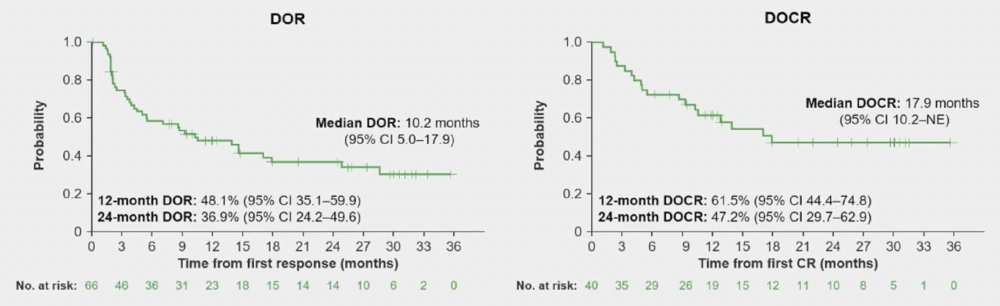 DOR
1.0
0.8
0.6
0.4
0.2
0
Probability
Median DOR: 10.2 months
(95% CI 5.0–17.9)
12-month DOR: 48.1% (95% CI 35.1–59.9)
24-month DOR: 36.9% (95% CI 24.2–49.6)
0 3 6 9 12 15 18 21 24 27 30 33 36
Time from first response (months)
No. at risk: 66 46 36 31 23 18 15 14 14 10 6 2 0
DOCR
1.0
0.8
0.6
0.4
0.2
0
Probability
Median DOCR: 17.9 months
(95% CI 10.2–NE)
12-month DOCR: 61.5% (95% CI 44.4–74.8)
24-month DOCR: 47.2% (95% CI 29.7–62.9)
0 3 6 9 12 15 18 21 24 27 30 33 36
Time from first CR (months)
No. at risk: 40 35 29 26 19 15 12 11 10 8 5 1 0